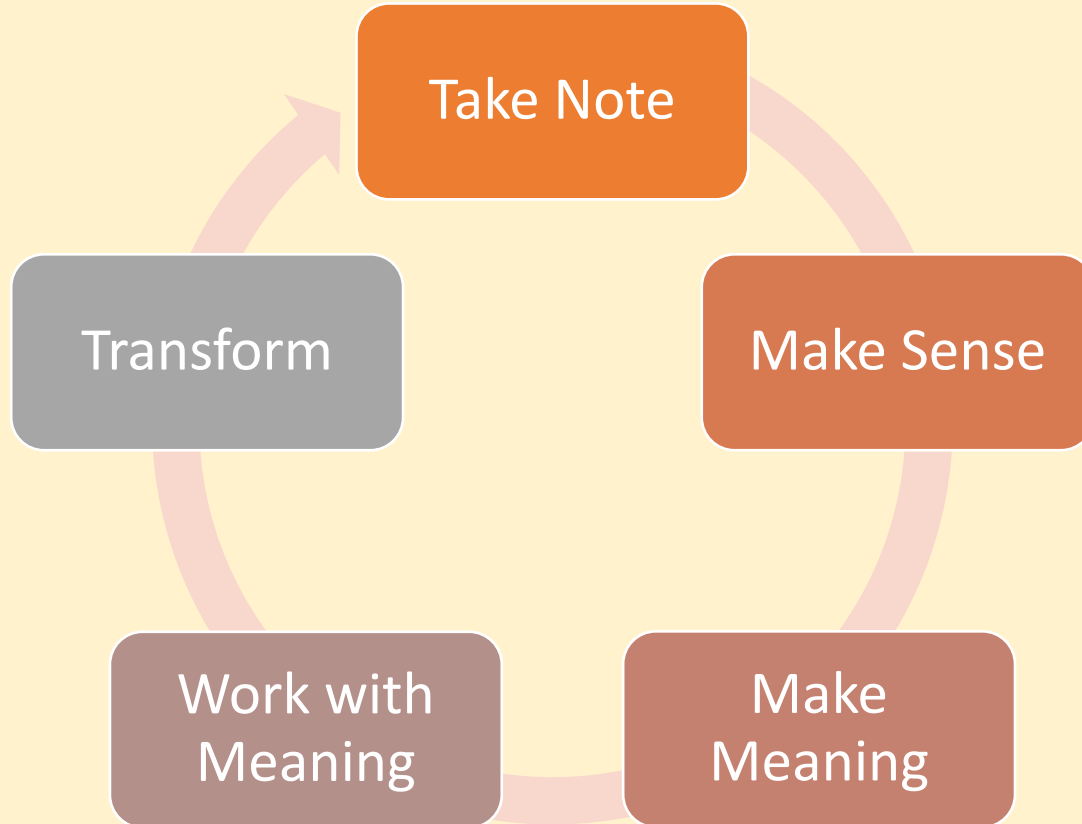 Take Note
Make Sense
Make
Meaning
Work with
Meaning
Transform